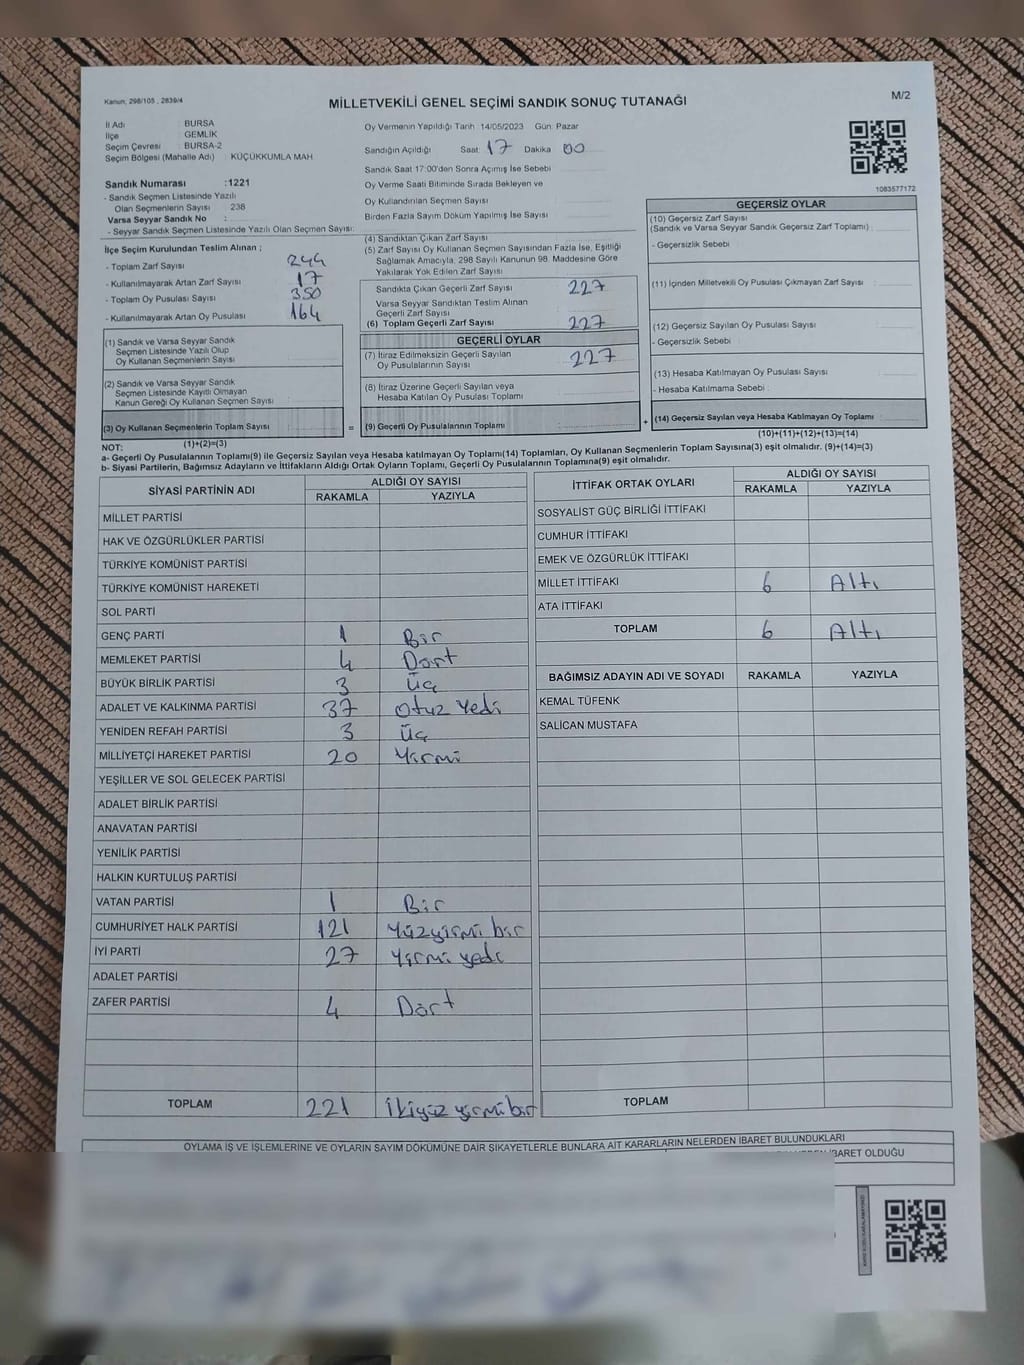 Kanun; 298/105 , 2839/4
MİLLETVEKİLİ GENEL SEÇİMİ SANDIK SONUÇ TUTANAĞI
M/2
İl Adı : BURSA
İlçe : GEMLİK
Seçim Çevresi : BURSA-2
Seçim Bölgesi (Mahalle Adı) : KÜÇÜKKUMLA MAH
Sandık Numarası :1221
- Sandık Seçmen Listesinde Yazılı
Olan Seçmenlerin Sayısı : 238
Varsa Seyyar Sandık No :
- Seyyar Sandık Seçmen Listesinde Yazılı Olan Seçmen Sayısı:
Oy Vermenin Yapıldığı Tarih :14/05/2023 Gün: Pazar
Sandığın Açıldığı Saat: 17 Dakika 00
Sandık Saat 17:00'den Sonra Açımış İse Sebebi
Oy Verme Saati Bitiminde Sırada Bekleyen ve
Oy Kullandırılan Seçmen Sayısı
Birden Fazla Sayım Döküm Yapılmış İse Sayısı
1083577172
İlçe Seçim Kurulundan Teslim Alınan ;
- Toplam Zarf Sayısı 244
- Kullanılmayarak Artan Zarf Sayısı 17
- Toplam Oy Pusulası Sayısı 350
- Kullanılmayarak Artan Oy Pusulası 164
(1) Sandık ve Varsa Seyyar Sandık
Seçmen Listesinde Yazılı Olup
Oy Kullanan Seçmenlerin Sayısı
(2) Sandık ve Varsa Seyyar Sandık
Seçmen Listesinde Kayıtlı Olmayan
Kanun Gereği Oy Kullanan Seçmen Sayısı
(3) Oy Kullanan Seçmenlerin Toplam Sayısı
(1)+(2)=(3)
(4) Sandıktan Çıkan Zarf Sayısı
(5) Zarf Sayısı Oy Kullanan Seçmen Sayısından Fazla İse, Eşitliği
Sağlamak Amacıyla, 298 Sayılı Kanunun 98. Maddesine Göre
Yakılarak Yok Edilen Zarf Sayısı
Sandıkta Çıkan Geçerli Zarf Sayısı 227
Varsa Seyyar Sandıktan Teslim Alınan
Geçerli Zarf Sayısı
(6) Toplam Geçerli Zarf Sayısı 227
GEÇERLİ OYLAR
(7) İtiraz Edilmeksizin Geçerli Sayılan
Oy Pusulalarının Sayısı 227
(8) İtiraz Üzerine Geçerli Sayılan veya
Hesaba Katılan Oy Pusulası Toplamı
= (9) Geçerli Oy Pusulalarının Toplamı +
GEÇERSİZ OYLAR
(10) Geçersiz Zarf Sayısı
(Sandık ve Varsa Seyyar Sandık Geçersiz Zarf Toplamı) :
- Geçersizlik Sebebi :
(11) İçinden Milletvekili Oy Pusulası Çıkmayan Zarf Sayısı :
(12) Geçersiz Sayılan Oy Pusulası Sayısı
- Geçersizlik Sebebi :
(13) Hesaba Katılmayan Oy Pusulası Sayısı
- Hesaba Katılmama Sebebi :
(14) Geçersiz Sayılan veya Hesaba Katılmayan Oy Toplamı
(10)+(11)+(12)+(13)=(14)
NOT:
a- Geçerli Oy Pusulalarının Toplamı(9) ile Geçersiz Sayılan veya Hesaba katılmayan Oy Toplamı(14) Toplamları, Oy Kullanan Seçmenlerin Toplam Sayısına(3) eşit olmalıdır. (9)+(14)=(3)
b- Siyasi Partilerin, Bağımsız Adayların ve İttifakların Aldığı Ortak Oyların Toplamı, Geçerli Oy Pusulalarının Toplamına(9) eşit olmalıdır.
SİYASİ PARTİNİN ADI ALDIĞI OY SAYISI
RAKAMLA YAZIYLA
MİLLET PARTİSİ
HAK VE ÖZGÜRLÜKLER PARTİSİ
TÜRKİYE KOMÜNİST PARTİSİ
TÜRKİYE KOMÜNİST HAREKETİ
SOL PARTİ
GENÇ PARTİ 1 Bir
MEMLEKET PARTİSİ 4 Dört
BÜYÜK BİRLİK PARTİSİ 3 Üç
ADALET VE KALKINMA PARTİSİ 37 Otuz Yedi
YENİDEN REFAH PARTİSİ 3 Üç
MİLLİYETÇİ HAREKET PARTİSİ 20 Yirmi
YEŞİLLER VE SOL GELECEK PARTİSİ
ADALET BİRLİK PARTİSİ
ANAVATAN PARTİSİ
YENİLİK PARTİSİ
HALKIN KURTULUŞ PARTİSİ
VATAN PARTİSİ 1 Bir
CUMHURİYET HALK PARTİSİ 121 Yüzyirmi bir
İYİ PARTİ 27 Yirmi yedi
ADALET PARTİSİ
ZAFER PARTİSİ 4 Dört
TOPLAM 221 İkiyüz yirmi bir
İTTİFAK ORTAK OYLARI ALDIĞI OY SAYISI
RAKAMLA YAZIYLA
SOSYALİST GÜÇ BİRLİĞİ İTTİFAKI
CUMHUR İTTİFAKI
EMEK VE ÖZGÜRLÜK İTTİFAKI
MİLLET İTTİFAKI 6 Altı
ATA İTTİFAKI
TOPLAM 6 Altı
BAĞIMSIZ ADAYIN ADI VE SOYADI RAKAMLA YAZIYLA
KEMAL TÜFENK
SALİCAN MUSTAFA
TOPLAM
OYLAMA İŞ VE İŞLEMLERİNE VE OYLARIN SAYIM DÖKÜMÜNE DAİR ŞİKAYETLERLE BUNLARA AİT KARARLARIN NELERDEN İBARET BULUNDUKLARI
İBARET OLDUĞU